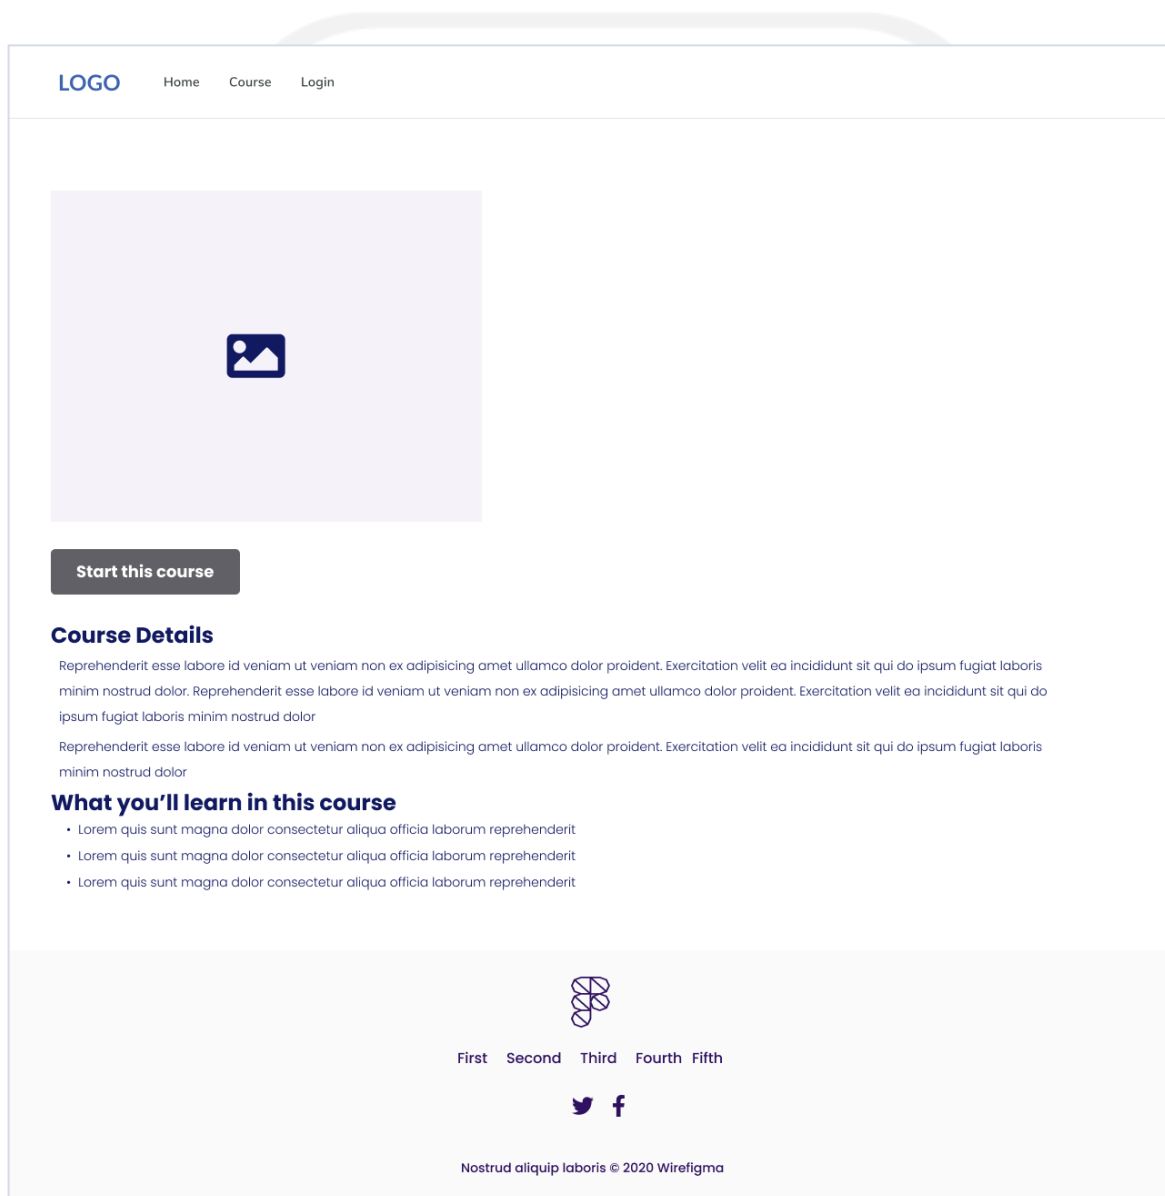 LOGO Home Course Login
Start this course
Course Details
Reprehenderit esse labore id veniam ut veniam non ex adipisicing amet ullamco dolor proident. Exercitation velit ea incididunt sit qui do ipsum fugiat laboris
minim nostrud dolor. Reprehenderit esse labore id veniam ut veniam non ex adipisicing amet ullamco dolor proident. Exercitation velit ea incididunt sit qui do
ipsum fugiat laboris minim nostrud dolor
Reprehenderit esse labore id veniam ut veniam non ex adipisicing amet ullamco dolor proident. Exercitation velit ea incididunt sit qui do ipsum fugiat laboris
minim nostrud dolor
What you’ll learn in this course
• Lorem quis sunt magna dolor consectetur aliqua officia laborum reprehenderit
• Lorem quis sunt magna dolor consectetur aliqua officia laborum reprehenderit
• Lorem quis sunt magna dolor consectetur aliqua officia laborum reprehenderit
First Second Third Fourth Fifth
Nostrud aliquip laboris © 2020 Wirefigma